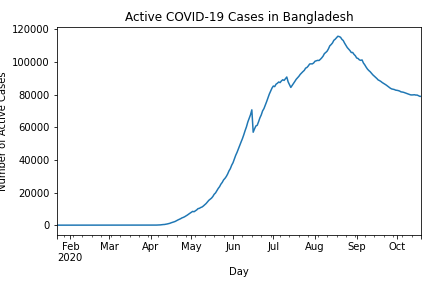 Active COVID-19 Cases in Bangladesh
Number of Active Cases
120000
100000
80000
60000
40000
20000
0
Feb Mar Apr May Jun Jul Aug Sep Oct
2020
Day